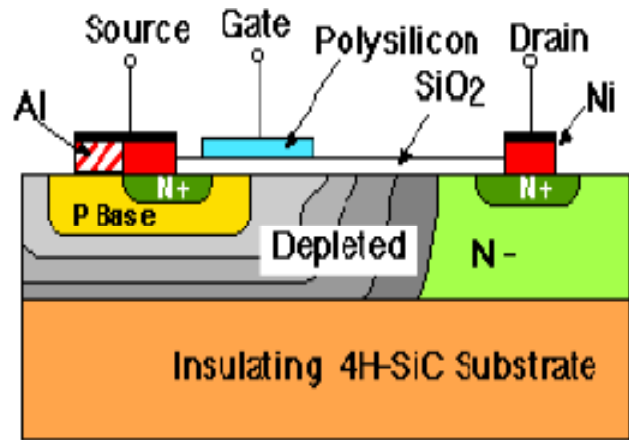 Source
Gate
Polysilicon
Drain
SiO₂
Al
Ni
N+
N+
P Base
Depleted
N-
Insulating 4H-SiC Substrate